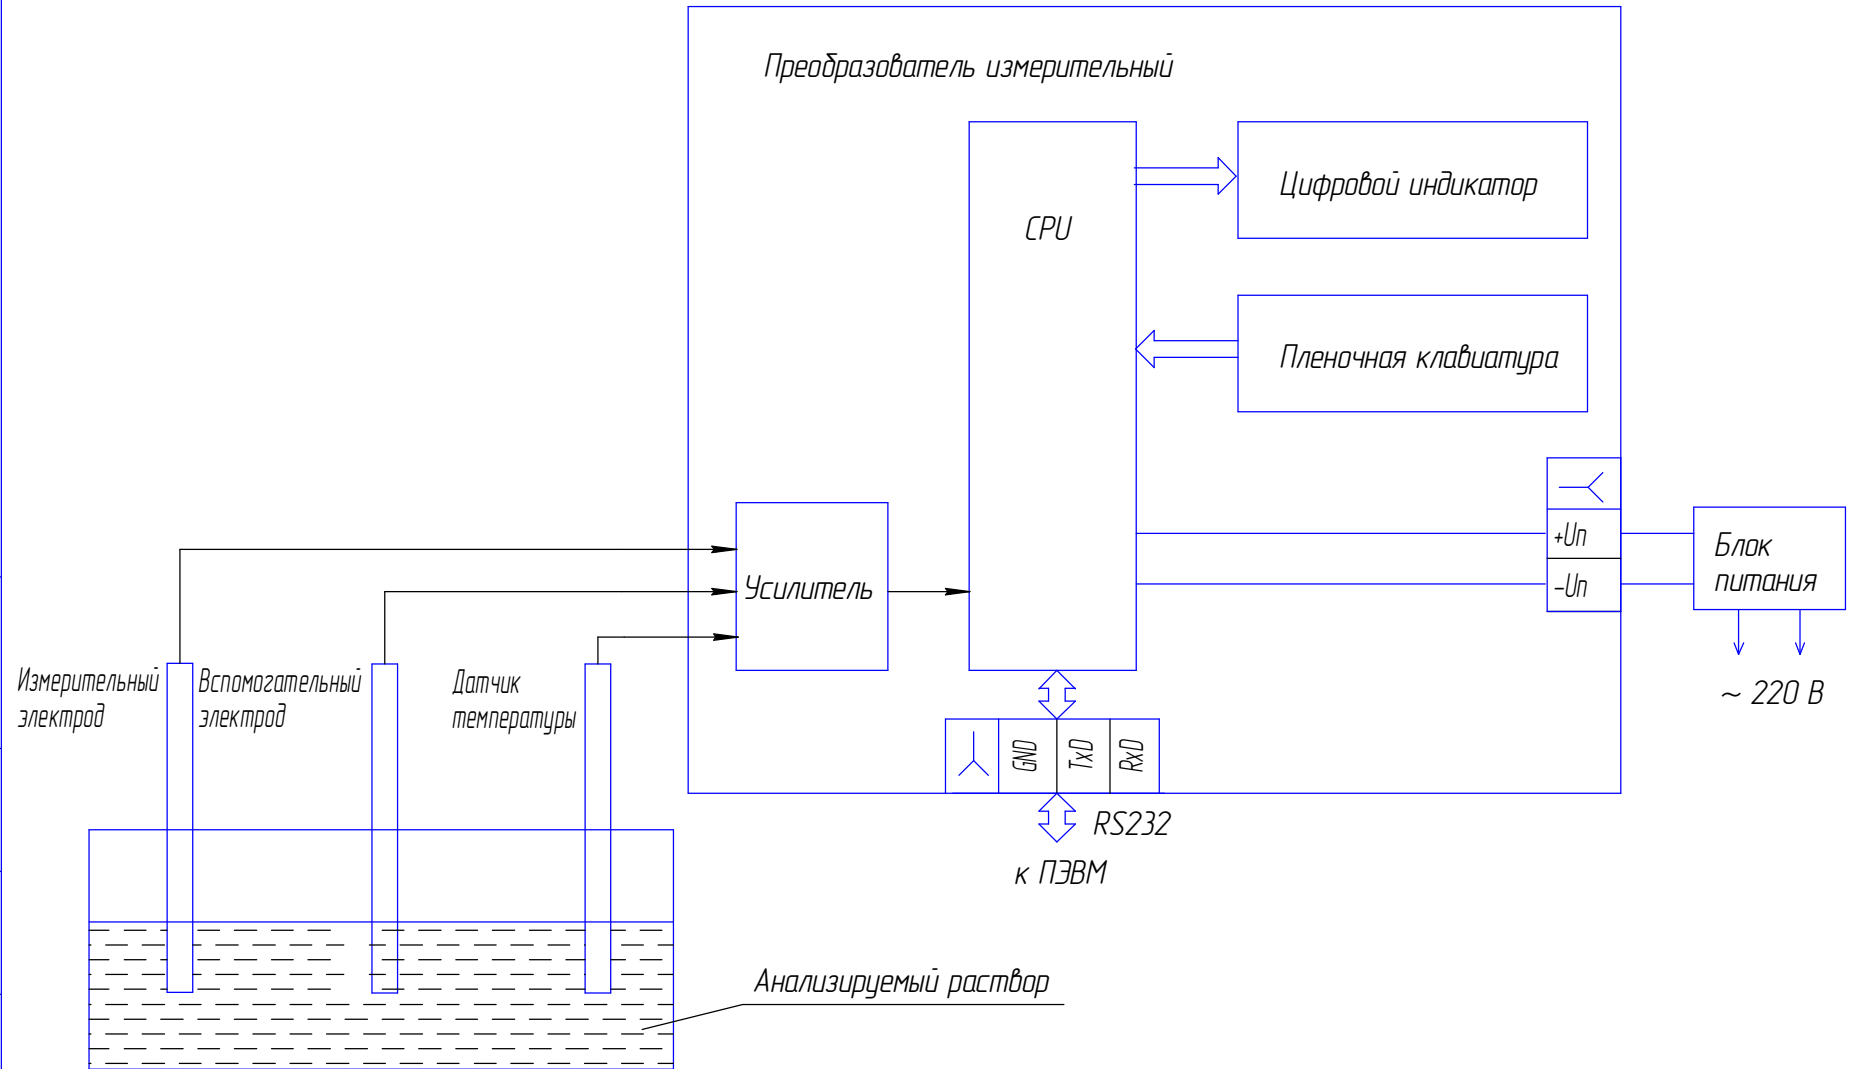 Преобразователь измерительный
CPU
Цифровой индикатор
Пленочная клавиатура
+Uп
-Uп
Блок
питания
~ 220 В
Усилитель
Измерительный
электрод
Вспомогательный
электрод
Датчик
температуры
GND
TxD
RxD
RS232
к ПЭВМ
Анализируемый раствор